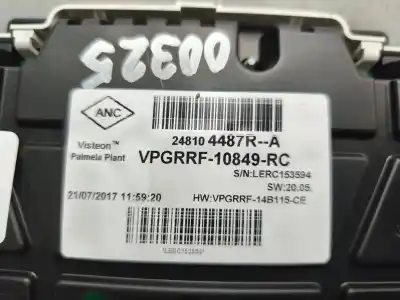 00325
ANC
24810 4487R--A
Visteon™
Palmela Plant
VPGRRF-10849-RC
S/N:LERC153594
SW:20.05.
21/07/2017 11:59:20
HW:VPGRRF-14B115-CE